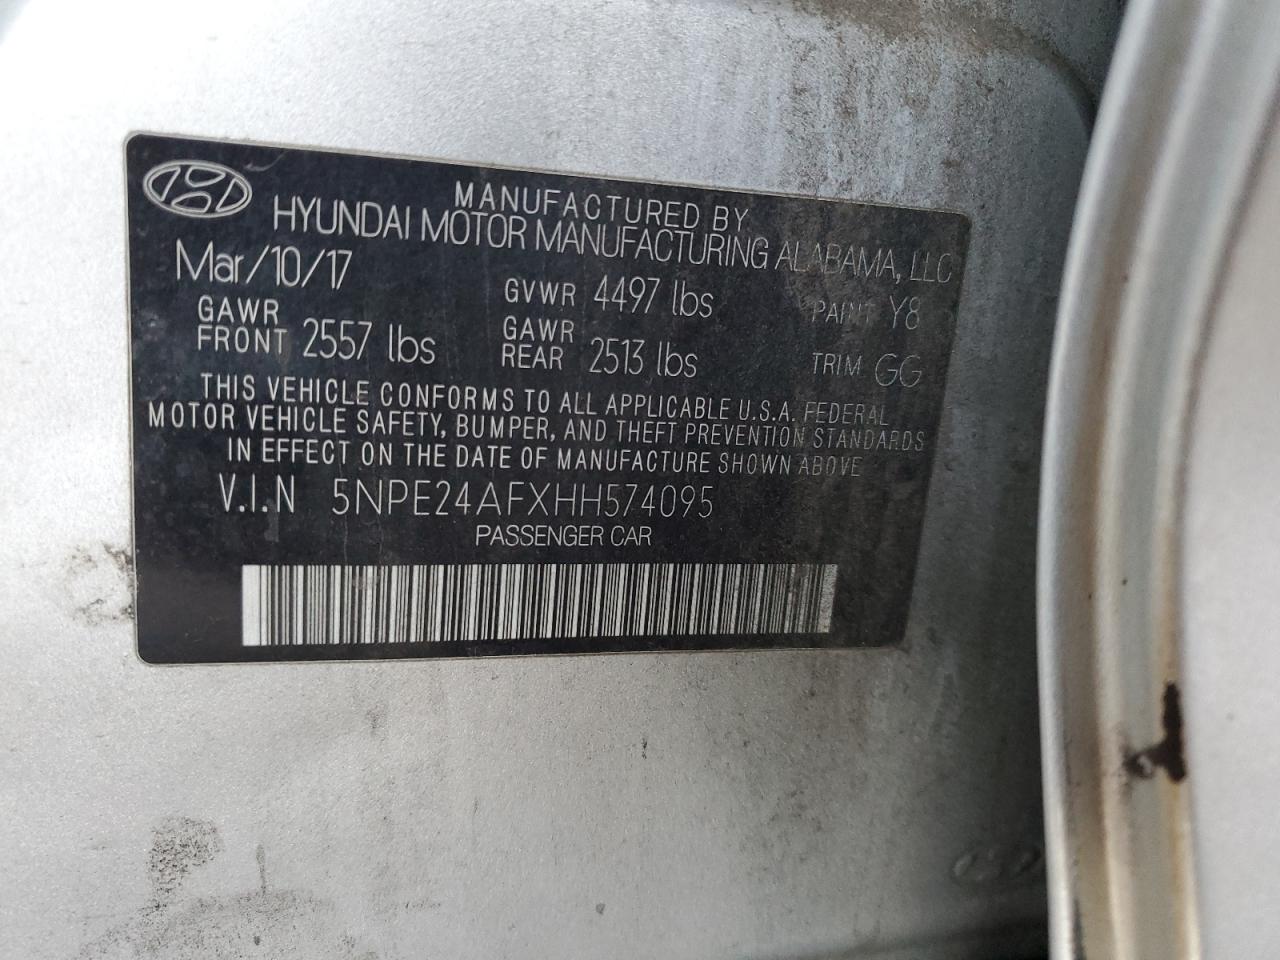 MANUFACTURED BY
HYUNDAI MOTOR MANUFACTURING ALABAMA, LLC
Mar/10/17
GVWR 4497 lbs
PAINT Y8
GAWR FRONT 2557 lbs
GAWR REAR 2513 lbs
TRIM GG
THIS VEHICLE CONFORMS TO ALL APPLICABLE U.S.A. FEDERAL
MOTOR VEHICLE SAFETY, BUMPER, AND THEFT PREVENTION STANDARDS
IN EFFECT ON THE DATE OF MANUFACTURE SHOWN ABOVE
V.I.N 5NPE24AFXHH574095
PASSENGER CAR